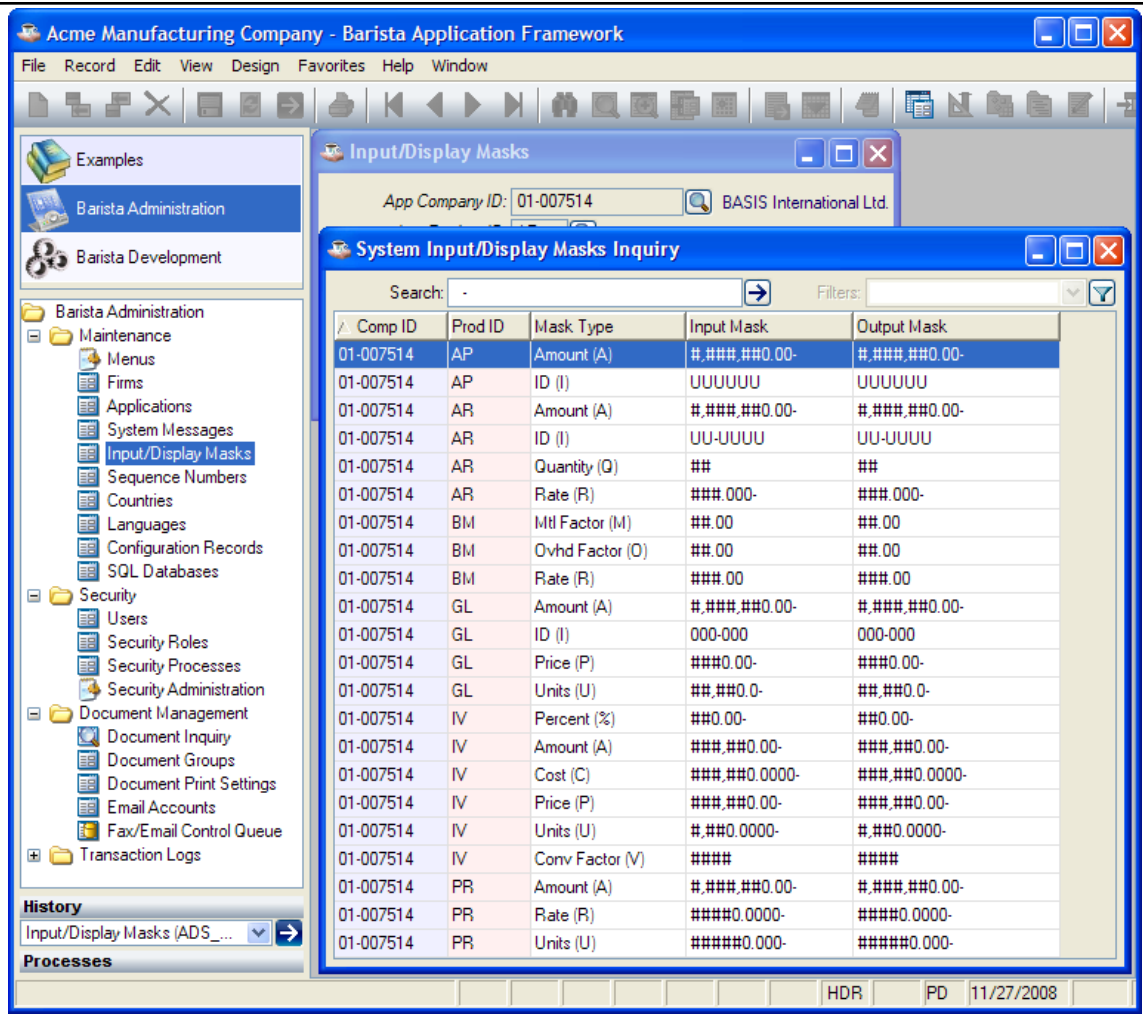 Acme Manufacturing Company - Barista Application Framework
File Record Edit View Design Favorites Help Window
Examples
Barista Administration
Barista Development
Barista Administration
Maintenance
Menus
Firms
Applications
System Messages
Input/Display Masks
Sequence Numbers
Countries
Languages
Configuration Records
SQL Databases
Security
Users
Security Roles
Security Processes
Security Administration
Document Management
Document Inquiry
Document Groups
Document Print Settings
Email Accounts
Fax/Email Control Queue
Transaction Logs
History
Input/Display Masks (ADS_...
Processes
Input/Display Masks
App Company ID: 01-007514 BASIS International Ltd.
System Input/Display Masks Inquiry
Search: - Filters:
Comp ID Prod ID Mask Type Input Mask Output Mask
01-007514 AP Amount (A) #,###,##0.00- #,###,##0.00-
01-007514 AP ID (I) UUUUUU UUUUUU
01-007514 AR Amount (A) #,###,##0.00- #,###,##0.00-
01-007514 AR ID (I) UU-UUUU UU-UUUU
01-007514 AR Quantity (Q) ## ##
01-007514 AR Rate (R) ###.000- ###.000-
01-007514 BM Mtl Factor (M) ##.00 ##.00
01-007514 BM Ovhd Factor (O) ##.00 ##.00
01-007514 BM Rate (R) ###.00 ###.00
01-007514 GL Amount (A) #,###,##0.00- #,###,##0.00-
01-007514 GL ID (I) 000-000 000-000
01-007514 GL Price (P) ###0.00- ###0.00-
01-007514 GL Units (U) ##,##0.0- ##,##0.0-
01-007514 IV Percent (%) ##0.00- ##0.00-
01-007514 IV Amount (A) ###,##0.00- ###,##0.00-
01-007514 IV Cost (C) ###,##0.0000- ###,##0.0000-
01-007514 IV Price (P) ###,##0.00- ###,##0.00-
01-007514 IV Units (U) #,##0.0000- #,##0.0000-
01-007514 IV Conv Factor (V) #### ####
01-007514 PR Amount (A) #,###,##0.00- #,###,##0.00-
01-007514 PR Rate (R) ####0.0000- ####0.0000-
01-007514 PR Units (U) #####0.000- #####0.000-
HDR PD 11/27/2008